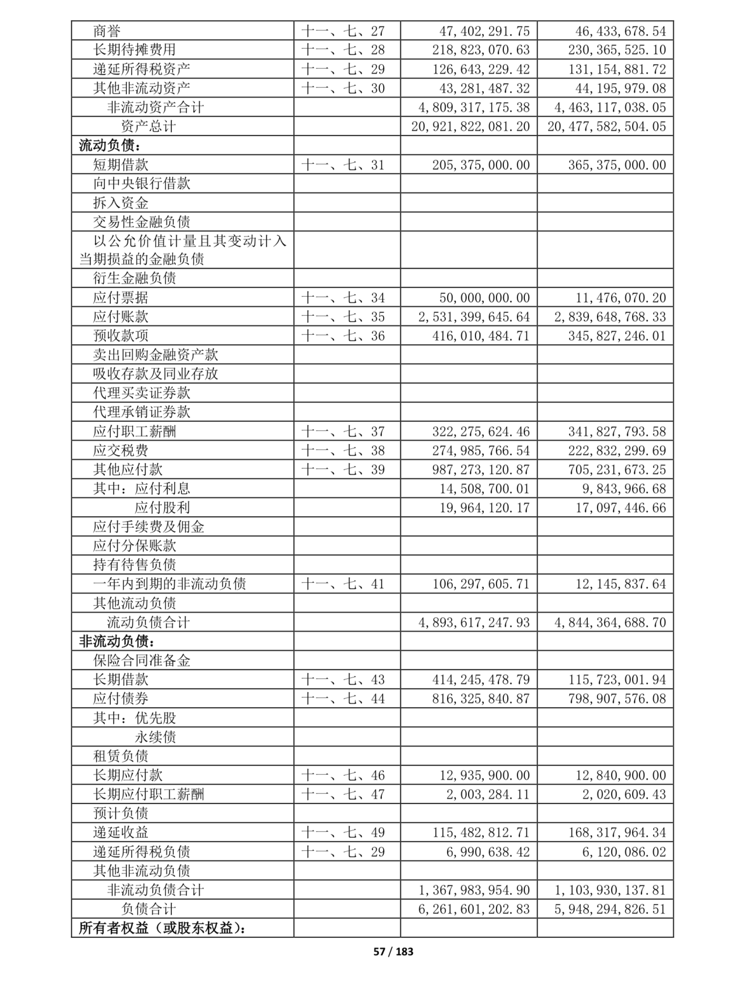 商誉 十一、七、27 47,402,291.75 46,433,678.54
长期待摊费用 十一、七、28 218,823,070.63 230,365,525.10
递延所得税资产 十一、七、29 126,643,229.42 131,154,881.72
其他非流动资产 十一、七、30 43,281,487.32 44,195,979.08
非流动资产合计 4,809,317,175.38 4,463,117,038.05
资产总计 20,921,822,081.20 20,477,582,504.05
流动负债：
短期借款 十一、七、31 205,375,000.00 365,375,000.00
向中央银行借款
拆入资金
交易性金融负债
以公允价值计量且其变动计入
当期损益的金融负债
衍生金融负债
应付票据 十一、七、34 50,000,000.00 11,476,070.20
应付账款 十一、七、35 2,531,399,645.64 2,839,648,768.33
预收款项 十一、七、36 416,010,484.71 345,827,246.01
卖出回购金融资产款
吸收存款及同业存放
代理买卖证券款
代理承销证券款
应付职工薪酬 十一、七、37 322,275,624.46 341,827,793.58
应交税费 十一、七、38 274,985,766.54 222,832,299.69
其他应付款 十一、七、39 987,273,120.87 705,231,673.25
其中：应付利息 14,508,700.01 9,843,966.68
应付股利 19,964,120.17 17,097,446.66
应付手续费及佣金
应付分保账款
持有待售负债
一年内到期的非流动负债 十一、七、41 106,297,605.71 12,145,837.64
其他流动负债
流动负债合计 4,893,617,247.93 4,844,364,688.70
非流动负债：
保险合同准备金
长期借款 十一、七、43 414,245,478.79 115,723,001.94
应付债券 十一、七、44 816,325,840.87 798,907,576.08
其中：优先股
永续债
租赁负债
长期应付款 十一、七、46 12,935,900.00 12,840,900.00
长期应付职工薪酬 十一、七、47 2,003,284.11 2,020,609.43
预计负债
递延收益 十一、七、49 115,482,812.71 168,317,964.34
递延所得税负债 十一、七、29 6,990,638.42 6,120,086.02
其他非流动负债
非流动负债合计 1,367,983,954.90 1,103,930,137.81
负债合计 6,261,601,202.83 5,948,294,826.51
所有者权益（或股东权益）：
57 / 183